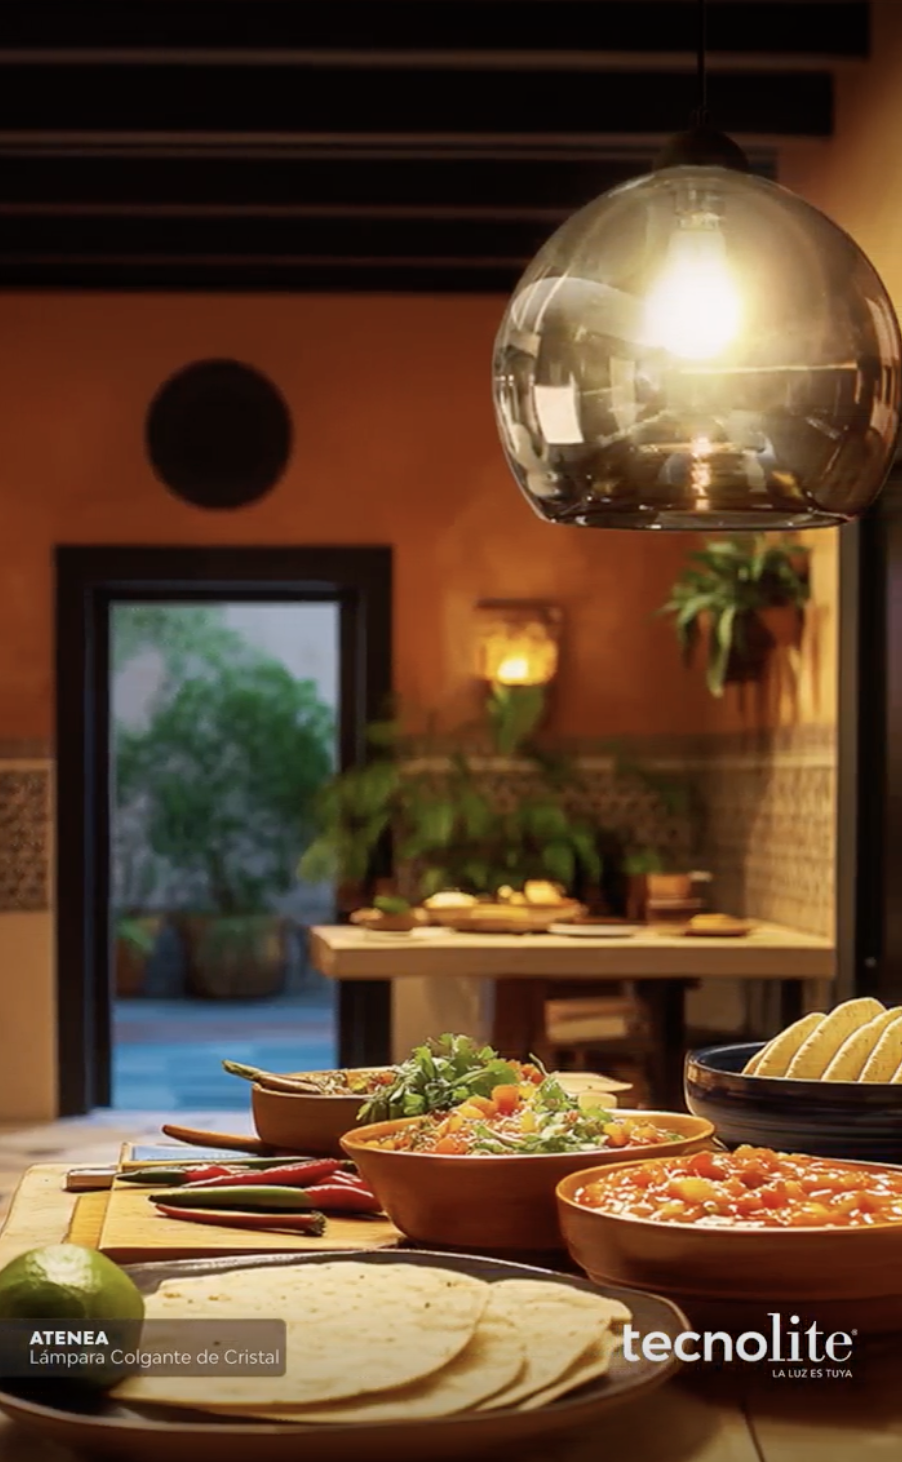 ATENEA
Lámpara Colgante de Cristal
tecnolite®
LA LUZ ES TUYA